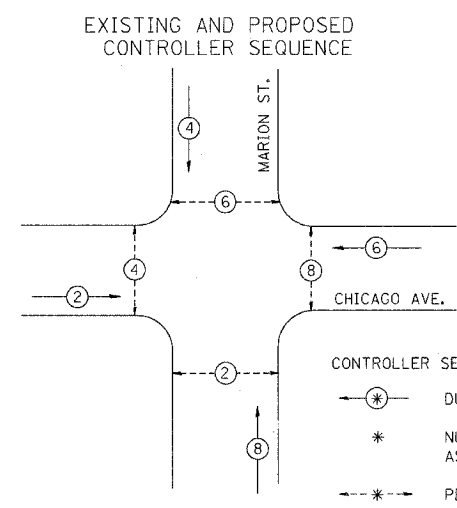 EXISTING AND PROPOSED
CONTROLLER SEQUENCE
4
MARION ST.
6
6
4
8
2
CHICAGO AVE.
2
8
CONTROLLER SE
* DU
* NU
AS
* PE